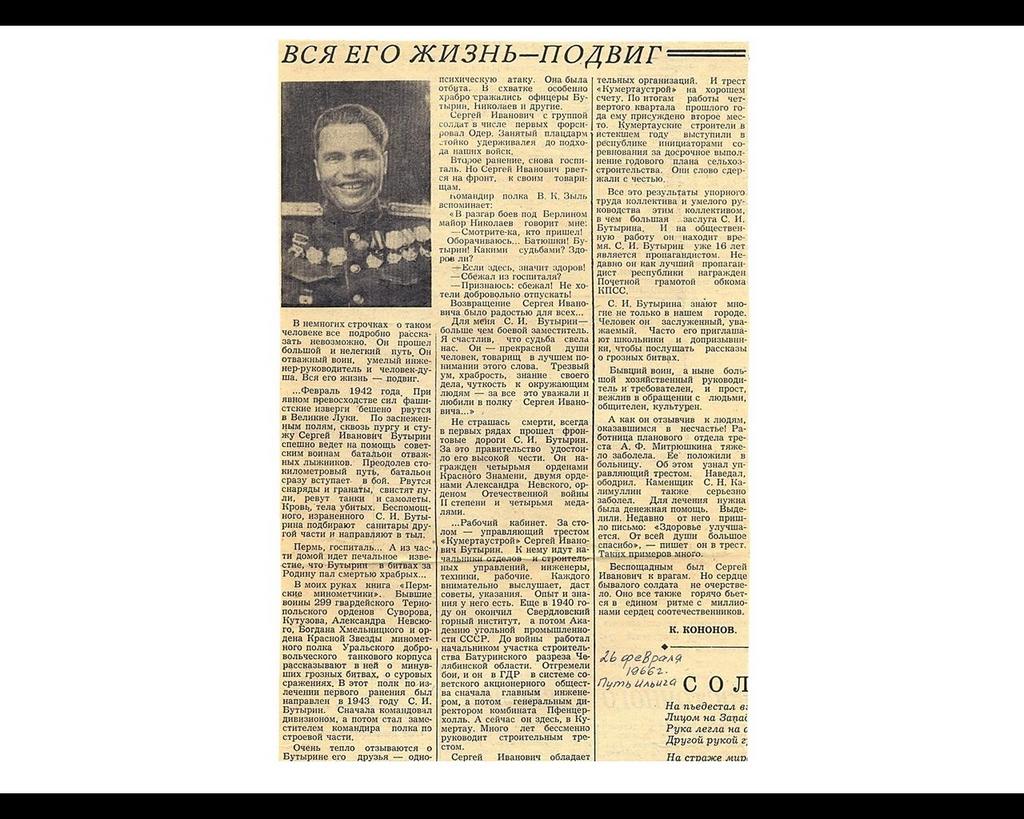 ВСЯ ЕГО ЖИЗНЬ—ПОДВИГ
В немногих строчках о таком
человеке все подробно расска-
зать невозможно. Он прошел
большой и нелегкий путь. Он
отважный воин, умелый инже-
нер-руководитель и человек-ду-
ша. Вся его жизнь — подвиг.
...Февраль 1942 года. При
явном превосходстве сил фаши-
стские изверги бешено рвутся
в Великие Луки. По заснежен-
ным полям, сквозь пургу и сту-
жу Сергей Иванович Бутырин
спешно ведет на помощь совет-
ским воинам батальон отваж-
ных лыжников. Преодолев сто-
километровый путь, батальон
сразу вступает в бой. Рвутся
снаряды и гранаты, свистят пу-
ли, ревут танки и самолеты.
Кровь, тела убитых. Беспомощ-
ного, израненного С. И. Буты-
рина подбирают санитары дру-
гой части и направляют в тыл.
Пермь, госпиталь... А из час-
ти домой идет печальное изве-
стие, что Бутырин в битвах за
Родину пал смертью храбрых...
В моих руках книга «Перм-
ские минометчики». Бывшие
воины 299 гвардейского Терно-
польского орденов Суворова,
Кутузова, Александра Невско-
го, Богдана Хмельницкого и ор-
дена Красной Звезды миномет-
ного полка Уральского добро-
вольческого танкового корпуса
рассказывают в ней о минув-
ших грозных битвах, о суровых
сражениях. В этот полк по из-
лечении первого ранения был
направлен в 1943 году С. И.
Бутырин. Сначала командовал
дивизионом, а потом стал заме-
стителем командира полка по
строевой части.
Очень тепло отзываются о
Бутырине его друзья — одно-
психическую атаку. Она была
отбита. В схватке особенно
храбро сражались офицеры Бу-
тырин, Николаев и другие.
Сергей Иванович с группой
солдат в числе первых форси-
ровал Одер. Занятый плацдарм
стойко удерживался до подхо-
да наших войск.
Второе ранение, снова госпи-
таль. Но Сергей Иванович рвет-
ся на фронт, к своим товари-
щам.
Командир полка В. К. Зыль
вспоминает:
«В разгар боев под Берлином
майор Николаев говорит мне:
—Смотрите-ка, кто пришел!
Оборачиваюсь... Батюшки! Бу-
тырин! Какими судьбами? Здо-
ров ли?
—Если здесь, значит здоров!
—Сбежал из госпиталя?
—Признаюсь: сбежал! Не хо-
тели добровольно отпускать!
Возвращение Сергея Ивано-
вича было радостью для всех...
Для меня С. И. Бутырин—
больше чем боевой заместитель.
Я счастлив, что судьба свела
нас. Он — прекрасной души
человек, товарищ в лучшем по-
нимании этого слова. Трезвый
ум, храбрость, знание своего
дела, чуткость к окружающим
людям — за все это уважали и
любили в полку Сергея Ивано-
вича...»
Не страшась смерти, всегда
в первых рядах прошел фрон-
товые дороги С. И. Бутырин.
За это правительство удостои-
ло его высокой чести. Он на-
гражден четырьмя орденами
Красного Знамени, двумя орде-
нами Александра Невского, ор-
деном Отечественной войны
II степени и четырьмя медал-
ями.
...Рабочий кабинет. За сто-
лом — управляющий трестом
«Кумертаустрой» Сергей Ивано-
вич Бутырин. К нему идут на-
чальники отделов и строитель-
ных управлений, инженеры,
техники, рабочие. Каждого
внимательно выслушает, даст
советы, указания. Опыт и зна-
ния у него есть. Еще в 1940 го-
ду он окончил Свердловский
горный институт, а потом Ака-
демию угольной промышленно-
сти СССР. До войны работал
начальником участка строитель-
ства Батуринского разреза Че-
лябинской области. Отгремели
бои, и он в ГДР в системе со-
ветского акционерного общест-
ва сначала главным инжене-
ром, а потом генеральным ди-
ректором комбината Пфенцер-
холль. А сейчас он здесь, в Ку-
мертау. Много лет бессменно
руководит строительным тре-
стом.
Сергей Иванович обладает
тельных организаций. И трест
«Кумертаустрой» на хорошем
счету. По итогам работы чет-
вертого квартала прошлого го-
да ему присуждено второе мес-
то. Кумертауские строители в
истекшем году выступили в
республике инициаторами со-
ревнования за досрочное выпол-
нение годового плана сельхоз-
строительства. Они слово сдер-
жали с честью.
Все это результаты упорного
труда коллектива и умелого ру-
ководства этим коллективом,
в чем большая заслуга С. И.
Бутырина. И на обществен-
ную работу он находит вре-
мя. С. И. Бутырин уже 16 лет
является пропагандистом. Не-
давно он как лучший пропаган-
дист республики награжден
Почетной грамотой обкома
КПСС.
С. И. Бутырина знают мно-
гие не только в нашем городе.
Человек он заслуженный, ува-
жаемый. Часто его приглаша-
ют школьники и допризывни-
ки, чтобы послушать рассказы
о грозных битвах.
Бывший воин, а ныне боль-
шой хозяйственный руководи-
тель и требователен, и прост,
вежлив в обращении с людьми,
общителен, культурен.
А как он отзывчив к людям,
оказавшимся в несчастье! Ра-
ботница планового отдела тре-
ста А. Ф. Митрюшкина тяже-
ло заболела. Ее положили в
больницу. Об этом узнал уп-
равляющий трестом. Наведал,
ободрил. Каменщик С. Н. Ка-
лимуллин также серьезно
заболел. Для лечения нужна
была денежная помощь. Выде-
лили. Недавно от него приш-
ло письмо: «Здоровье улучша-
ется. От всей души большое
спасибо», — пишет он в трест.
Таких примеров много.
Беспощадным был Сергей
Иванович к врагам. Но сердце
бывалого солдата не очерстве-
ло. Оно все также горячо бьет-
ся в едином ритме с миллио-
нами сердец соотечественников.
К. КОНОНОВ.
26 февраля
1966 г.
Путь Ильича
СОЛ
На пьедестал вз
Лицом на Запад
Рука легла на а
Другой рукой г
На страже мир